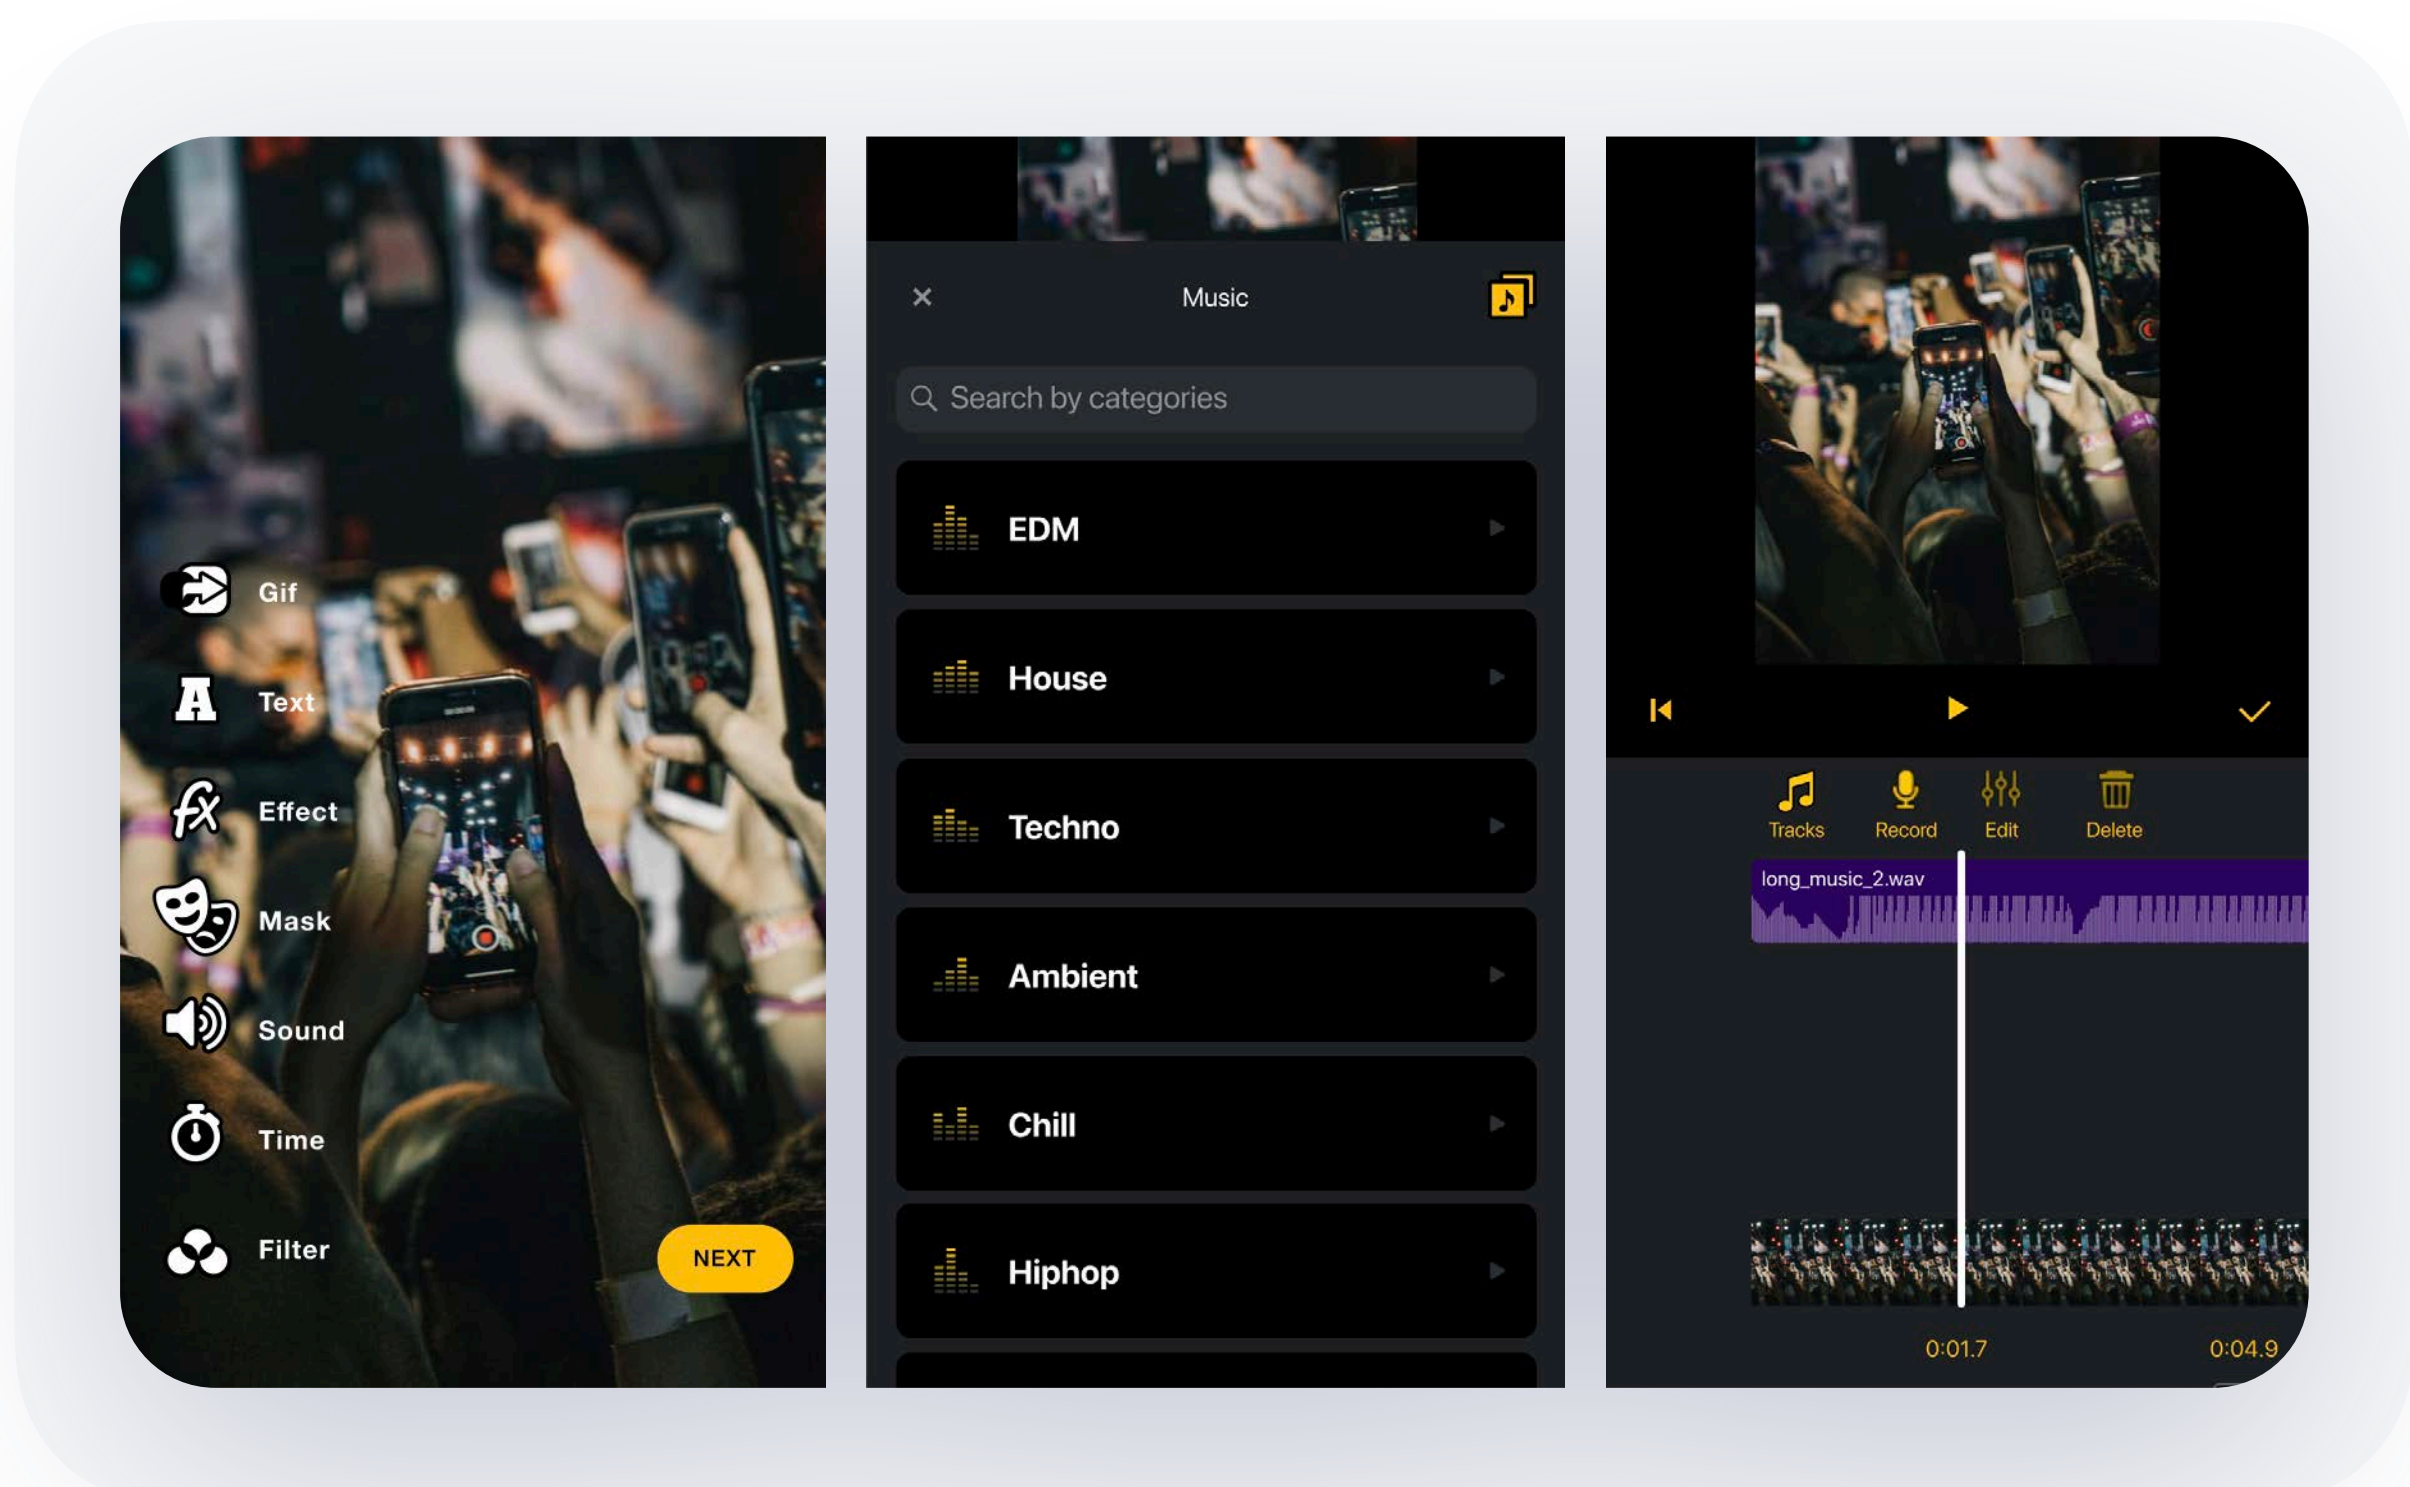 Gif
Text
Effect
Mask
Sound
Time
Filter
NEXT
Music
Search by categories
EDM
House
Techno
Ambient
Chill
Hiphop
Tracks Record Edit Delete
long_music_2.wav
0:01.7 0:04.9